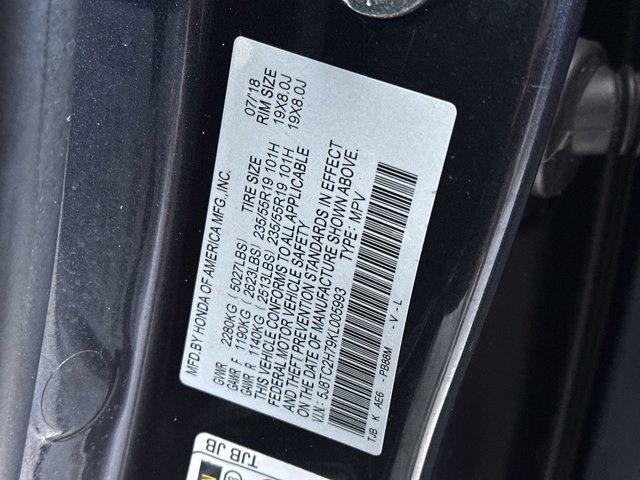 MFD.BY HONDA OF AMERICA MFG.,INC. 07/18
TIRE SIZE RIM SIZE
GVWR 2280KG ( 5027LBS)
GAWR F 1190KG ( 2623LBS) 235/55R19 101H 19X8.0J
GAWR R 1140KG ( 2513LBS) 235/55R19 101H 19X8.0J
THIS VEHICLE CONFORMS TO ALL APPLICABLE
FEDERAL MOTOR VEHICLE SAFETY
AND THEFT PREVENTION STANDARDS IN EFFECT
ON THE DATE OF MANUFACTURE SHOWN ABOVE.
V.I.N.: 5J8TC2H79KL005993 TYPE: MPV
TJB K AE6 -PB88M -V-L
TJB JB